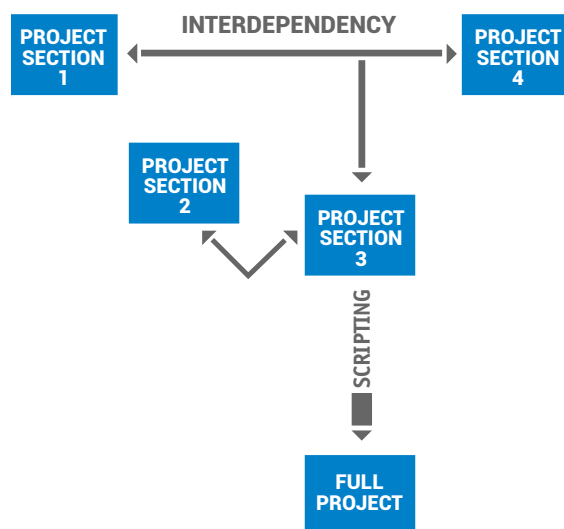 INTERDEPENDENCY
PROJECT
SECTION
1
PROJECT
SECTION
4
PROJECT
SECTION
2
PROJECT
SECTION
3
SCRIPTING
FULL
PROJECT